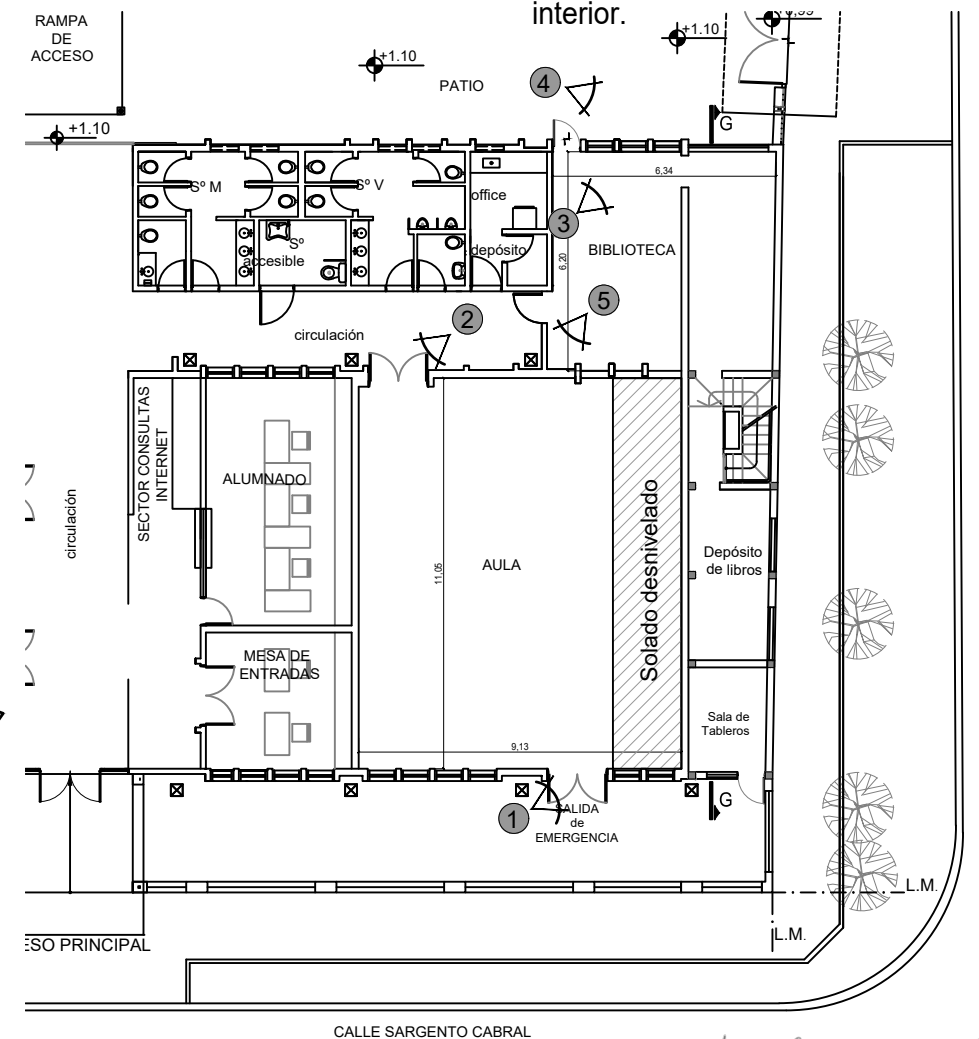 interior.
RAMPA
DE
ACCESO
+1.10
+1.10
+1.10
PATIO
4
G
Sº M
Sº V
office
6,34
3
BIBLIOTECA
Sº
accesible
depósito
6,20
5
2
circulación
SECTOR CONSULTAS
INTERNET
ALUMNADO
circulación
AULA
11,05
Solado desnivelado
Depósito
de libros
MESA DE
ENTRADAS
Sala de
Tableros
9,13
1
SALIDA
de
EMERGENCIA
G
L.M.
L.M.
ESO PRINCIPAL
CALLE SARGENTO CABRAL